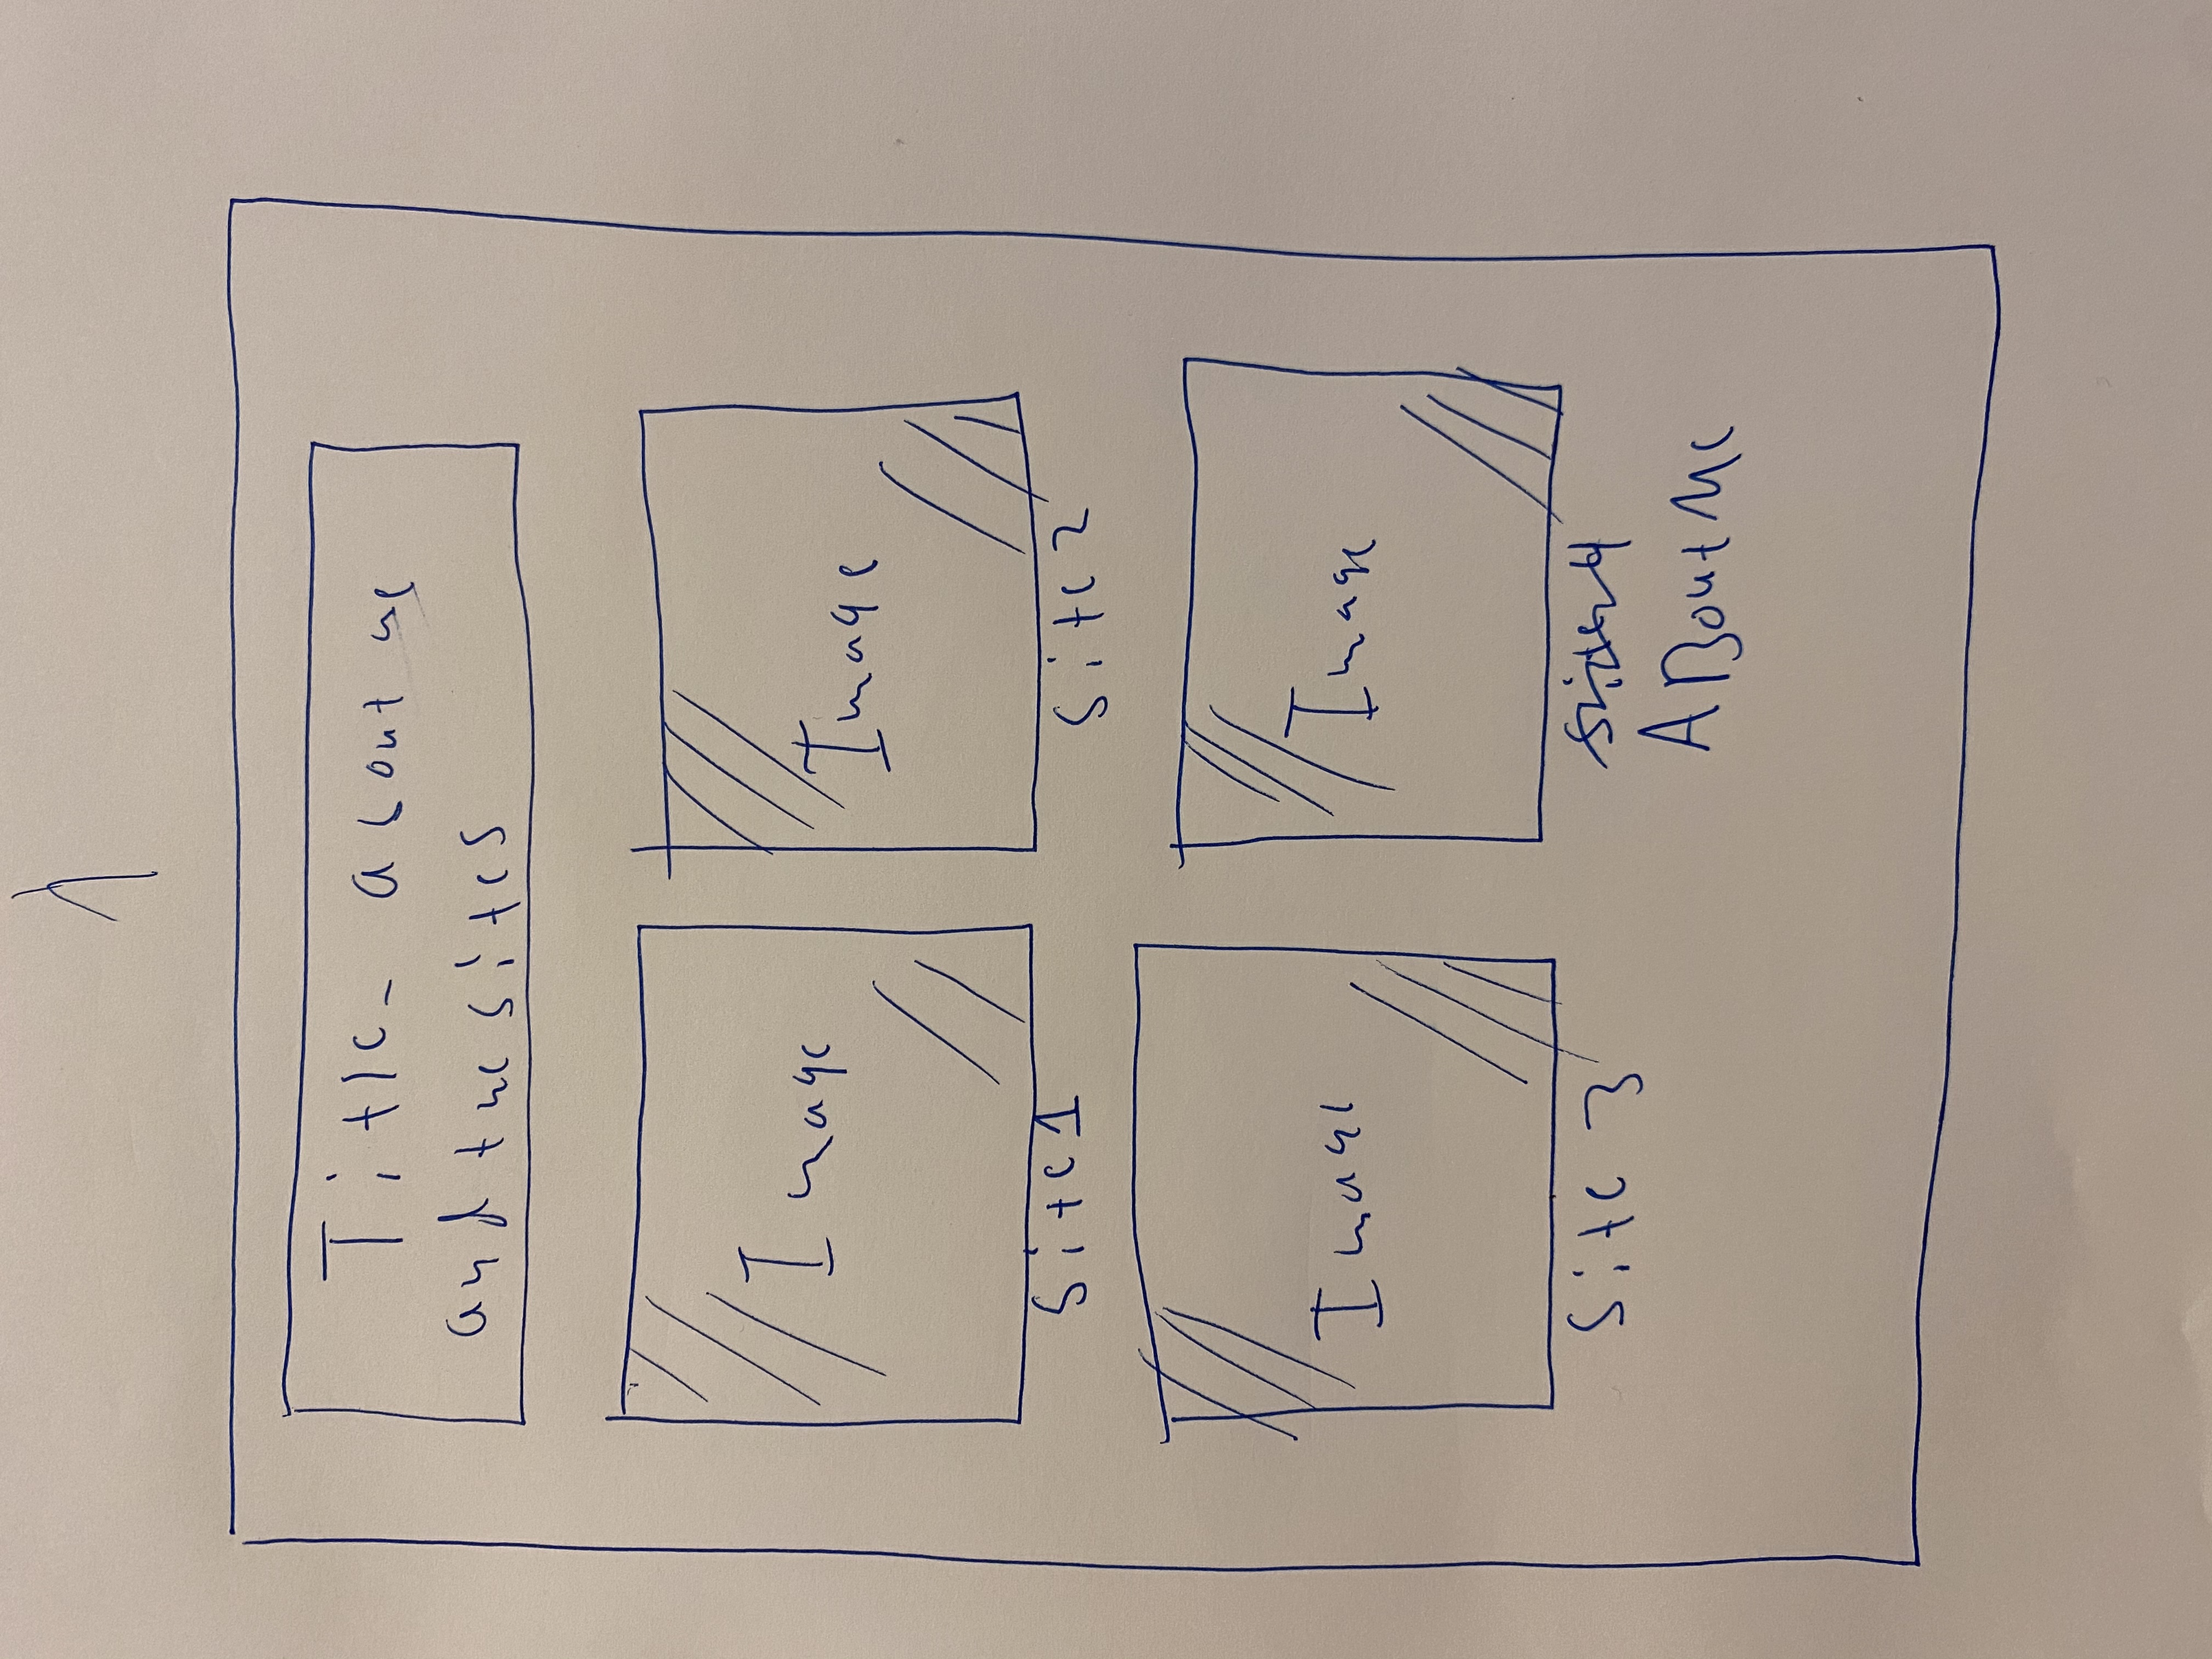 1
Title - about me
and the sites
Image
Image
Site 1
Site 2
Image
Image
Site 3
Site 4
ABout Me